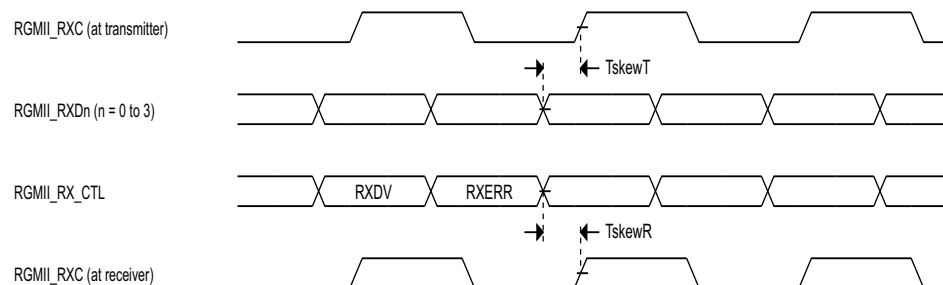 RGMII_RXC (at transmitter)
TskewT
RGMII_RXDn (n = 0 to 3)
RGMII_RX_CTL
RXDV
RXERR
TskewR
RGMII_RXC (at receiver)